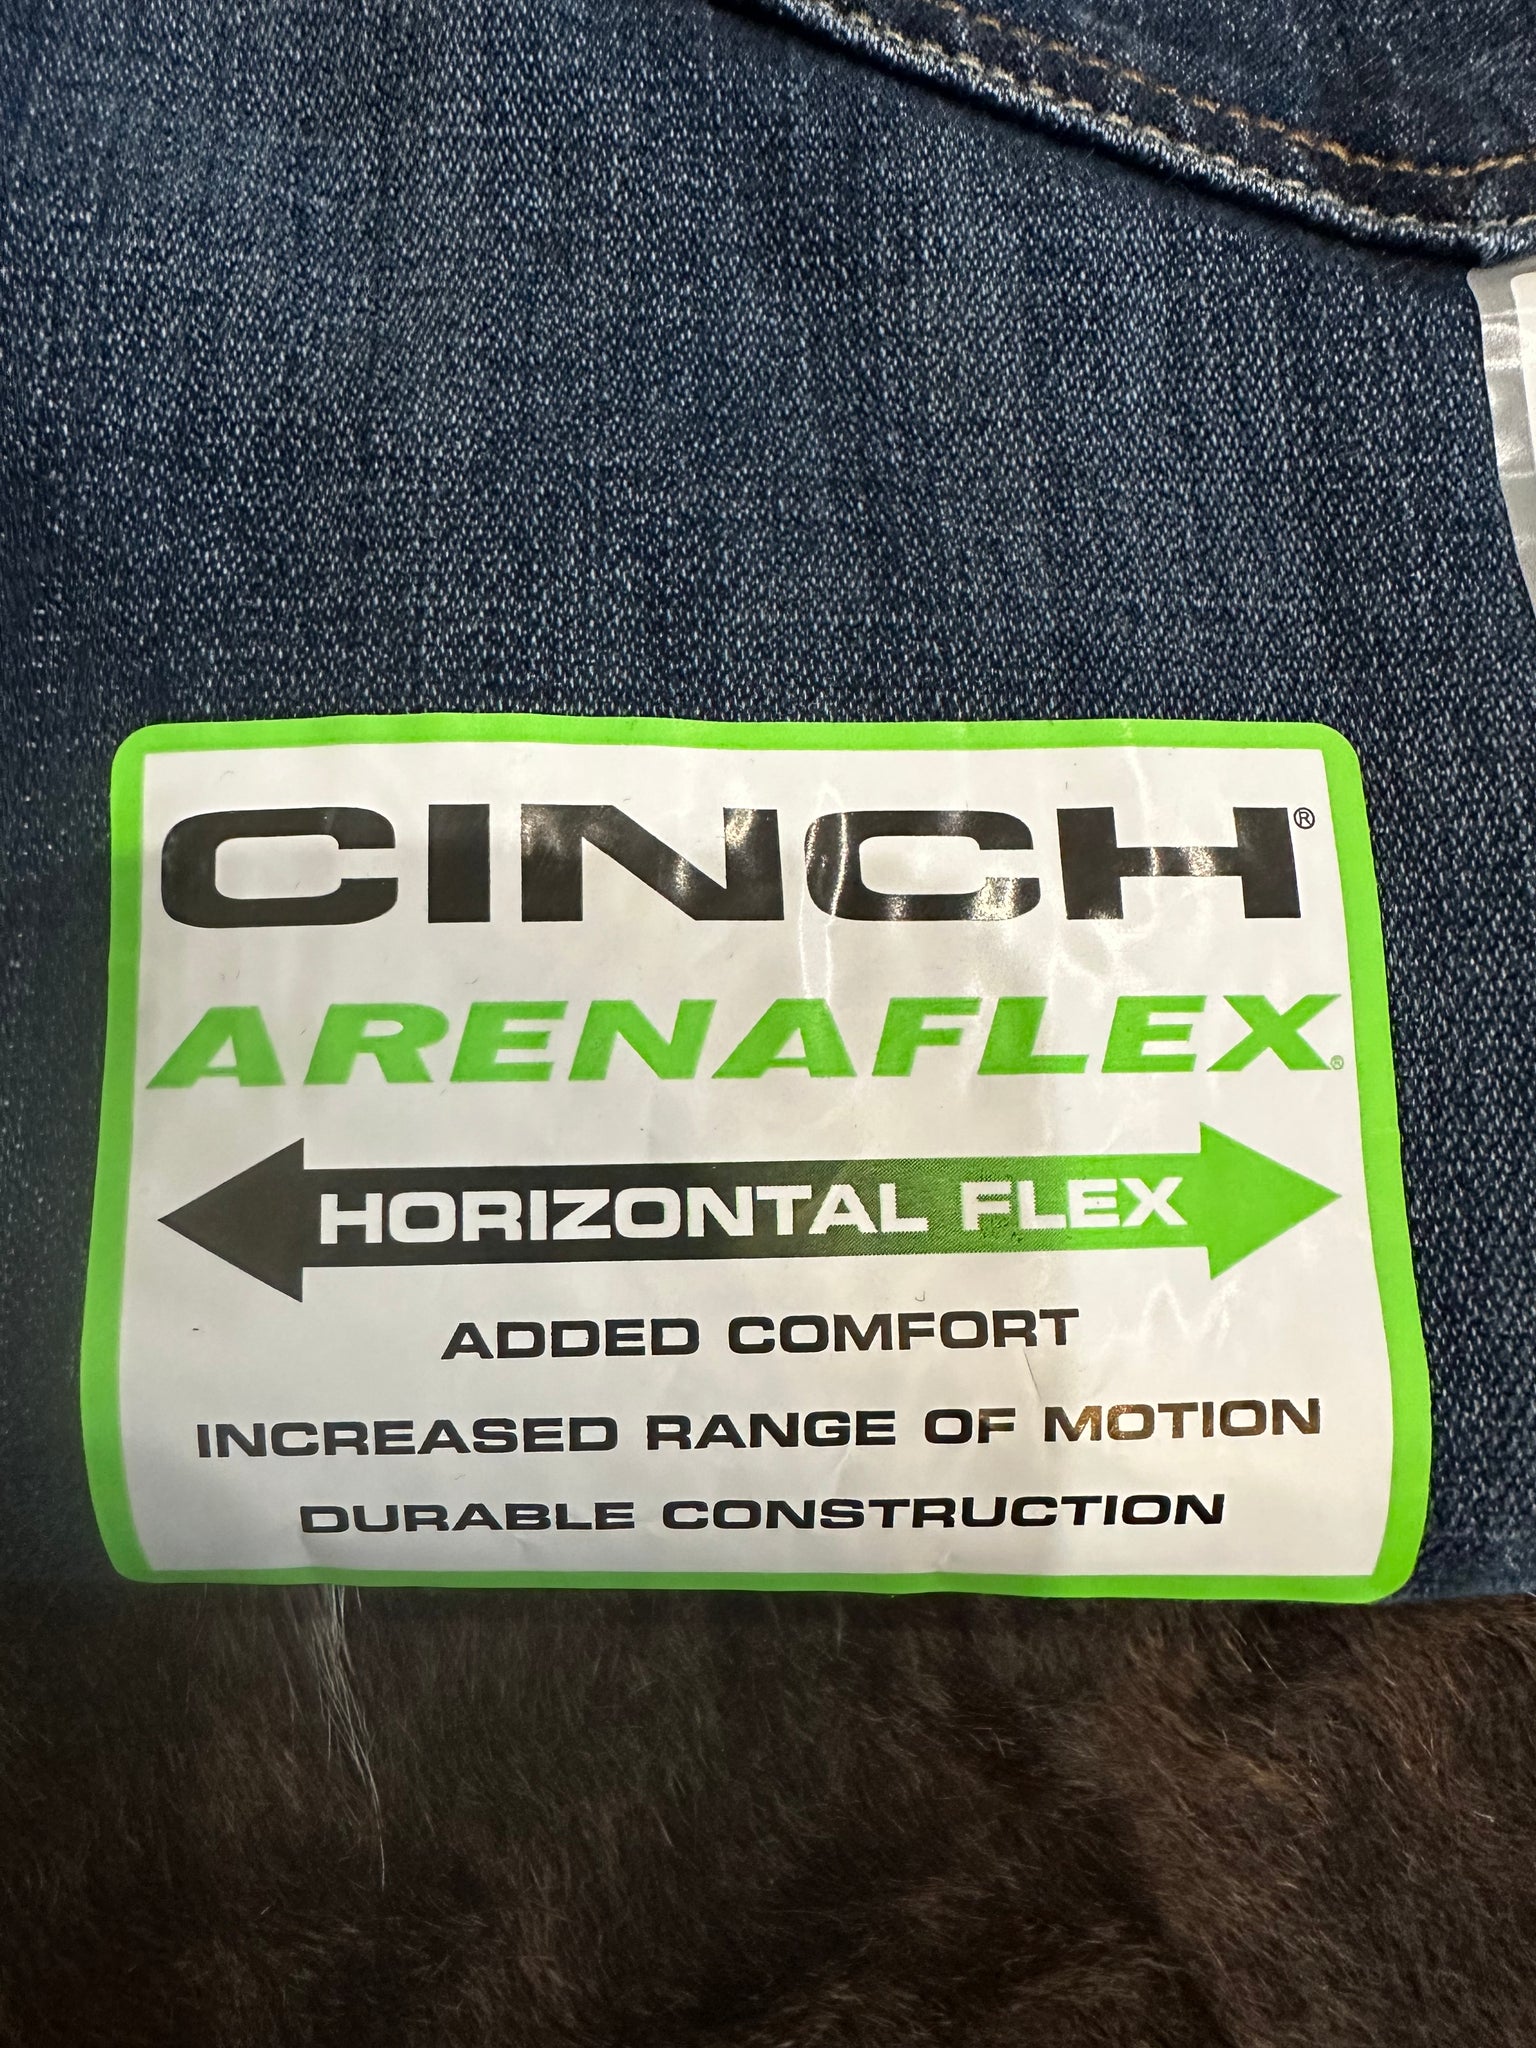 CINCH®
ARENAFLEX®
HORIZONTAL FLEX
ADDED COMFORT
INCREASED RANGE OF MOTION
DURABLE CONSTRUCTION